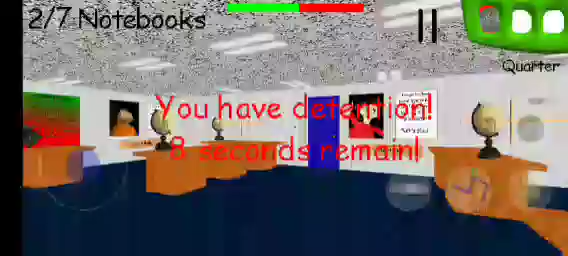 2/7 Notebooks
Quarter
You have detention!
8 seconds remain!